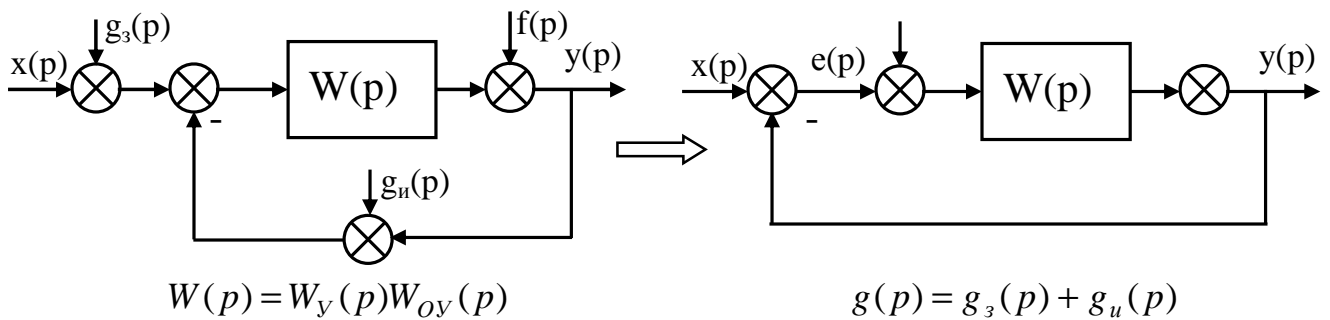 gз(p)
x(p)
W(p)
f(p)
y(p)
-
gи(p)
W(p) = WУ(p)WОУ(p)
x(p)
e(p)
W(p)
y(p)
-
g(p) = gз(p) + gи(p)